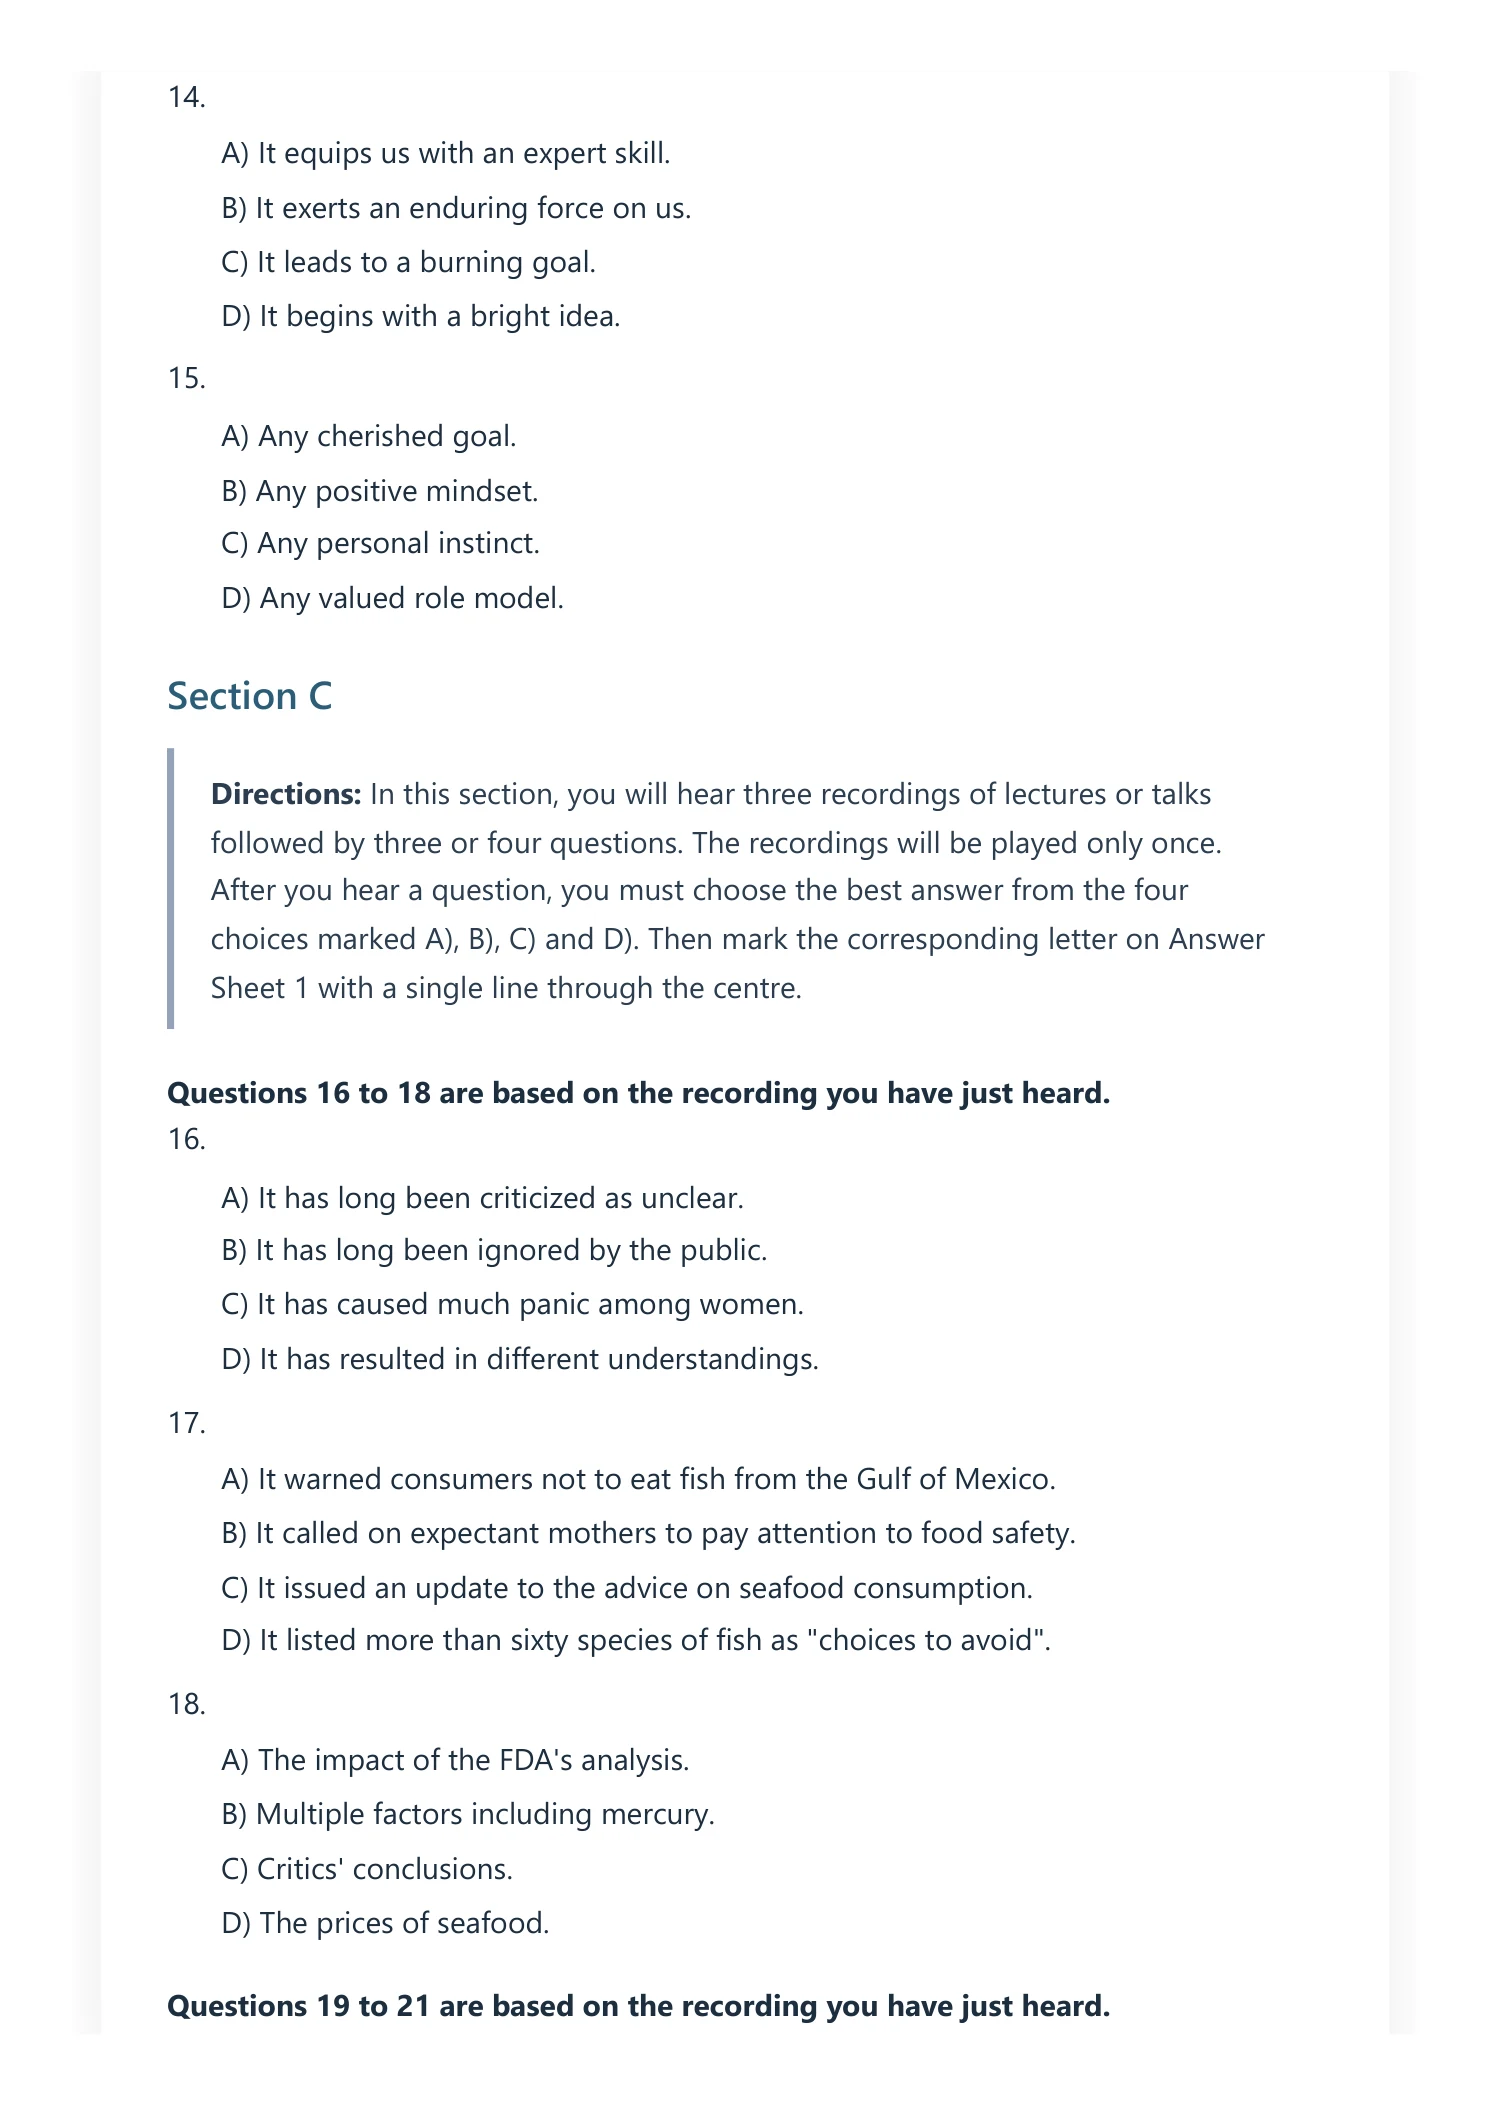 14.
A) It equips us with an expert skill.
B) It exerts an enduring force on us.
C) It leads to a burning goal.
D) It begins with a bright idea.
15.
A) Any cherished goal.
B) Any positive mindset.
C) Any personal instinct.
D) Any valued role model.
Section C
Directions: In this section, you will hear three recordings of lectures or talks
followed by three or four questions. The recordings will be played only once.
After you hear a question, you must choose the best answer from the four
choices marked A), B), C) and D). Then mark the corresponding letter on Answer
Sheet 1 with a single line through the centre.
Questions 16 to 18 are based on the recording you have just heard.
16.
A) It has long been criticized as unclear.
B) It has long been ignored by the public.
C) It has caused much panic among women.
D) It has resulted in different understandings.
17.
A) It warned consumers not to eat fish from the Gulf of Mexico.
B) It called on expectant mothers to pay attention to food safety.
C) It issued an update to the advice on seafood consumption.
D) It listed more than sixty species of fish as "choices to avoid".
18.
A) The impact of the FDA's analysis.
B) Multiple factors including mercury.
C) Critics' conclusions.
D) The prices of seafood.
Questions 19 to 21 are based on the recording you have just heard.